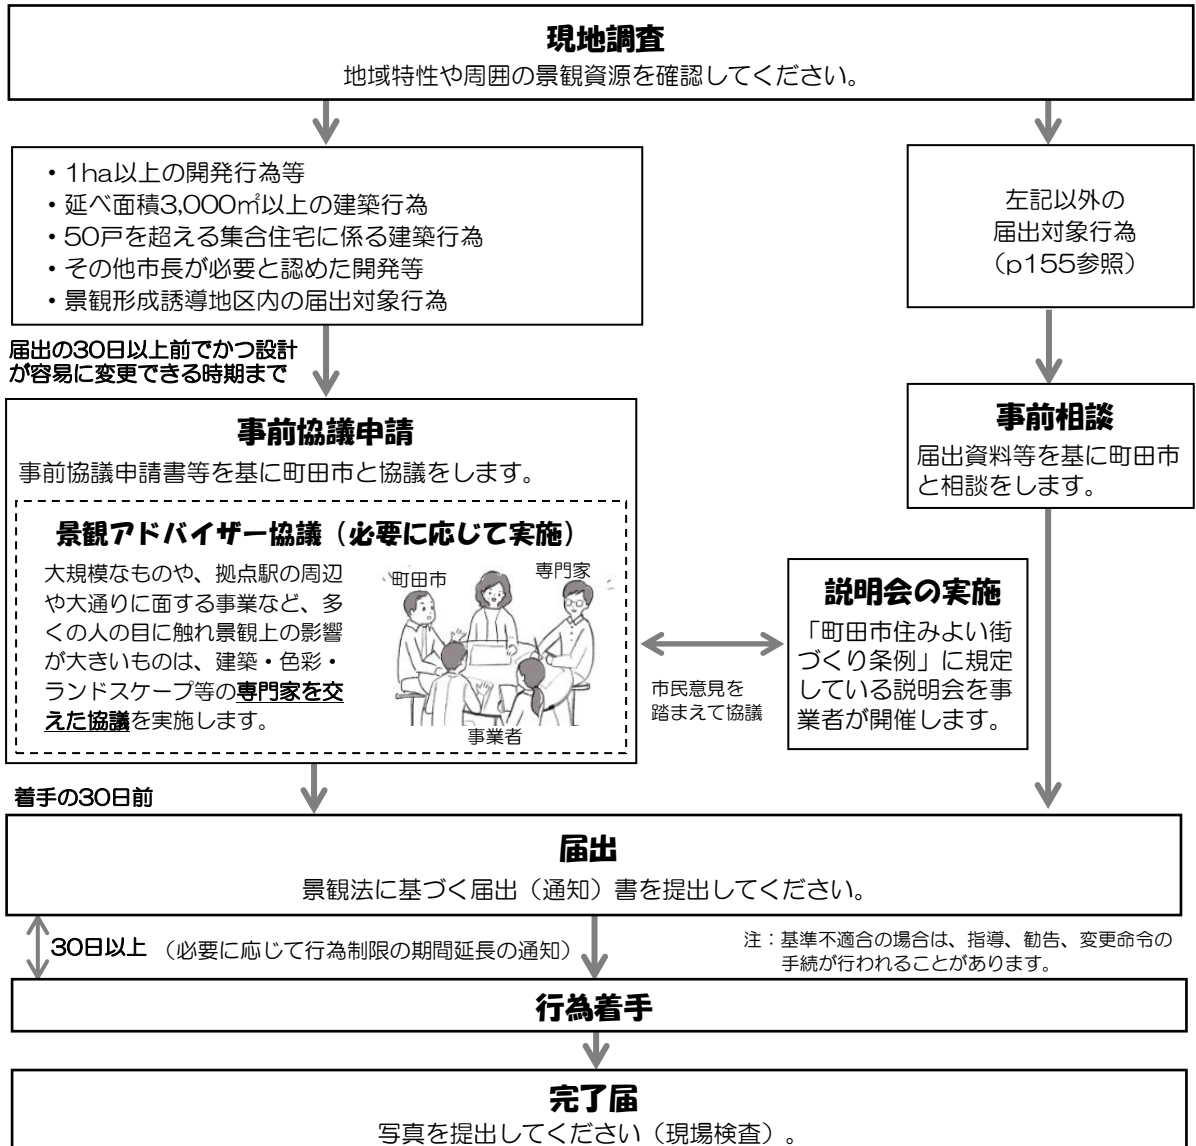 現地調査
地域特性や周囲の景観資源を確認してください。
・1ha以上の開発行為等
・延べ面積3,000㎡以上の建築行為
・50戸を超える集合住宅に係る建築行為
・その他市長が必要と認めた開発等
・景観形成誘導地区内の届出対象行為
左記以外の
届出対象行為
（p155参照）
届出の30日以上前でかつ設計
が容易に変更できる時期まで
事前協議申請
事前協議申請書等を基に町田市と協議をします。
景観アドバイザー協議（必要に応じて実施）
大規模なものや、拠点駅の周辺
や大通りに面する事業など、多
くの人の目に触れ景観上の影響
が大きいものは、建築・色彩・
ランドスケープ等の専門家を交
えた協議を実施します。
町田市
専門家
事業者
事前相談
届出資料等を基に町田市
と相談をします。
市民意見を
踏まえて協議
説明会の実施
「町田市住みよい街
づくり条例」に規定
している説明会を事
業者が開催します。
着手の30日前
届出
景観法に基づく届出（通知）書を提出してください。
30日以上（必要に応じて行為制限の期間延長の通知）
注：基準不適合の場合は、指導、勧告、変更命令の
手続が行われることがあります。
行為着手
完了届
写真を提出してください（現場検査）。